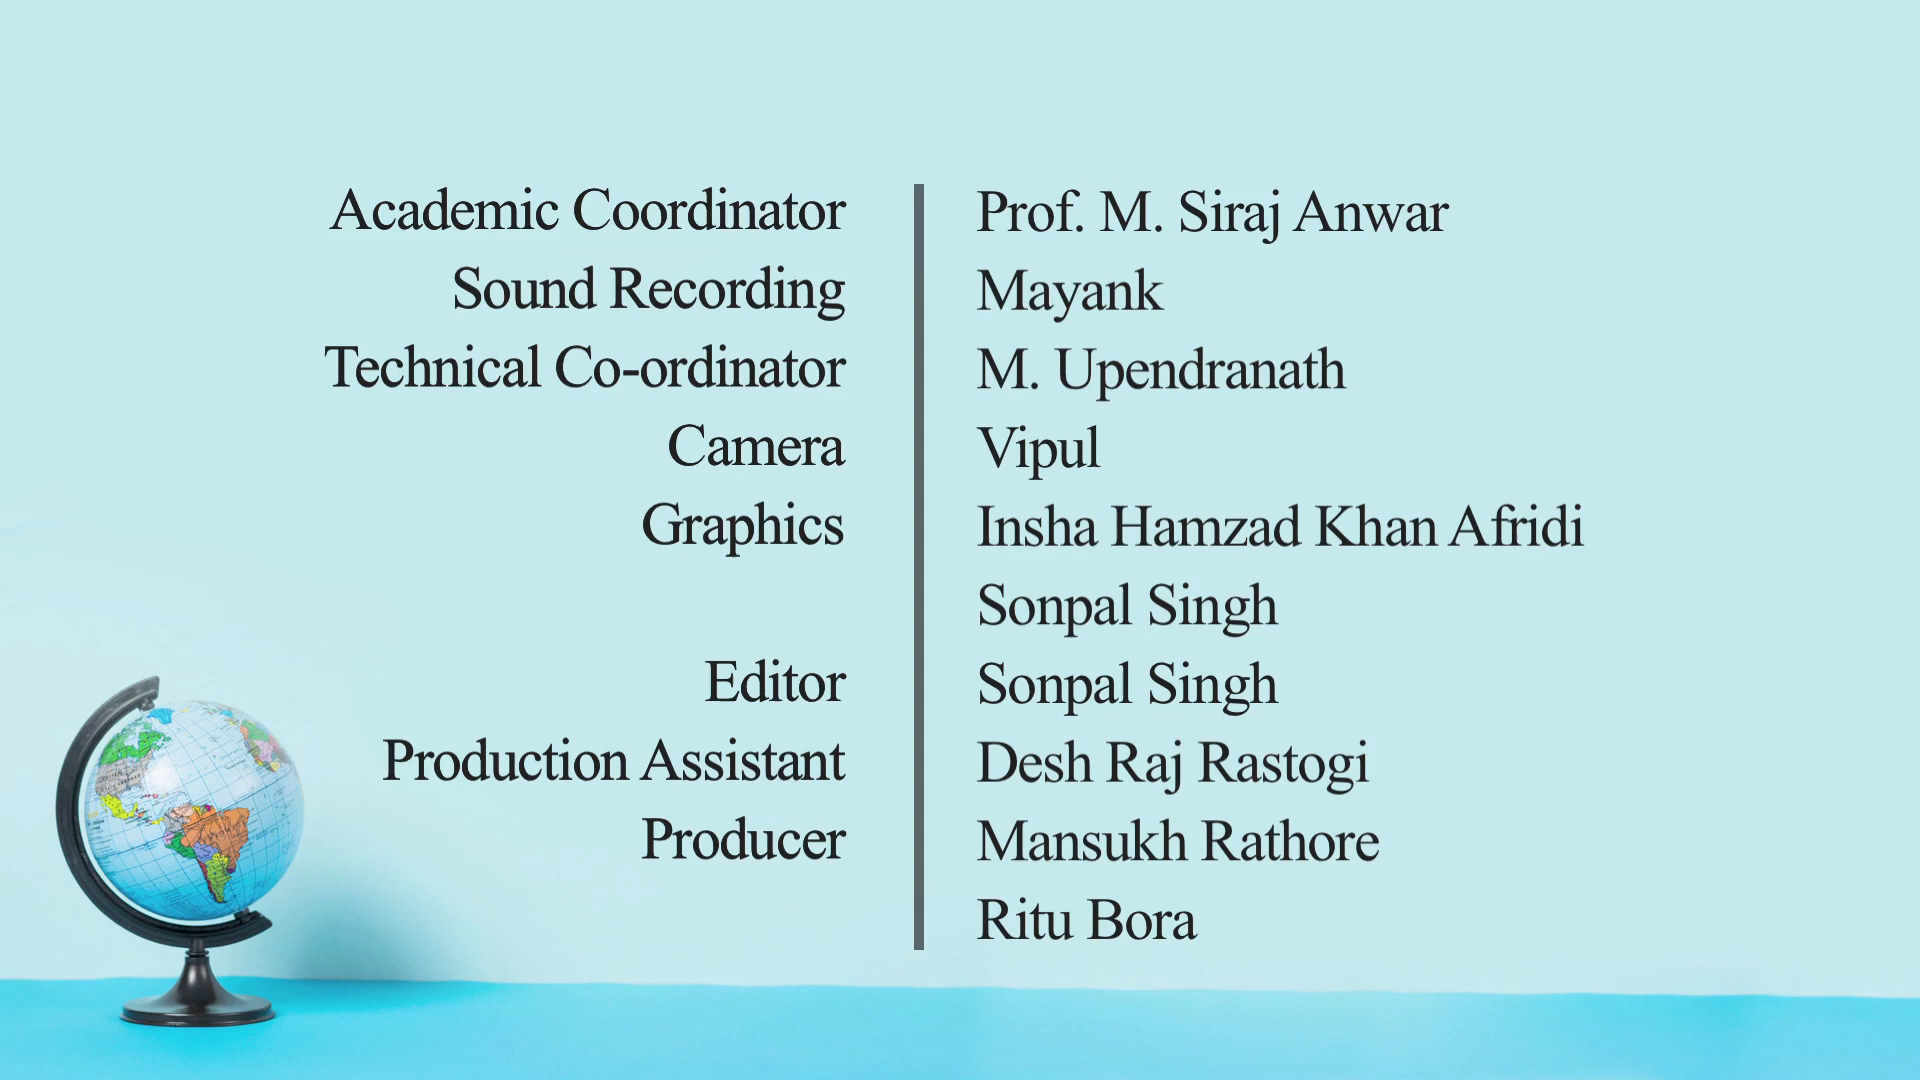 Academic Coordinator Prof. M. Siraj Anwar
Sound Recording Mayank
Technical Co-ordinator M. Upendranath
Camera Vipul
Graphics Insha Hamzad Khan Afridi
Sonpal Singh
Editor Sonpal Singh
Production Assistant Desh Raj Rastogi
Producer Mansukh Rathore
Ritu Bora